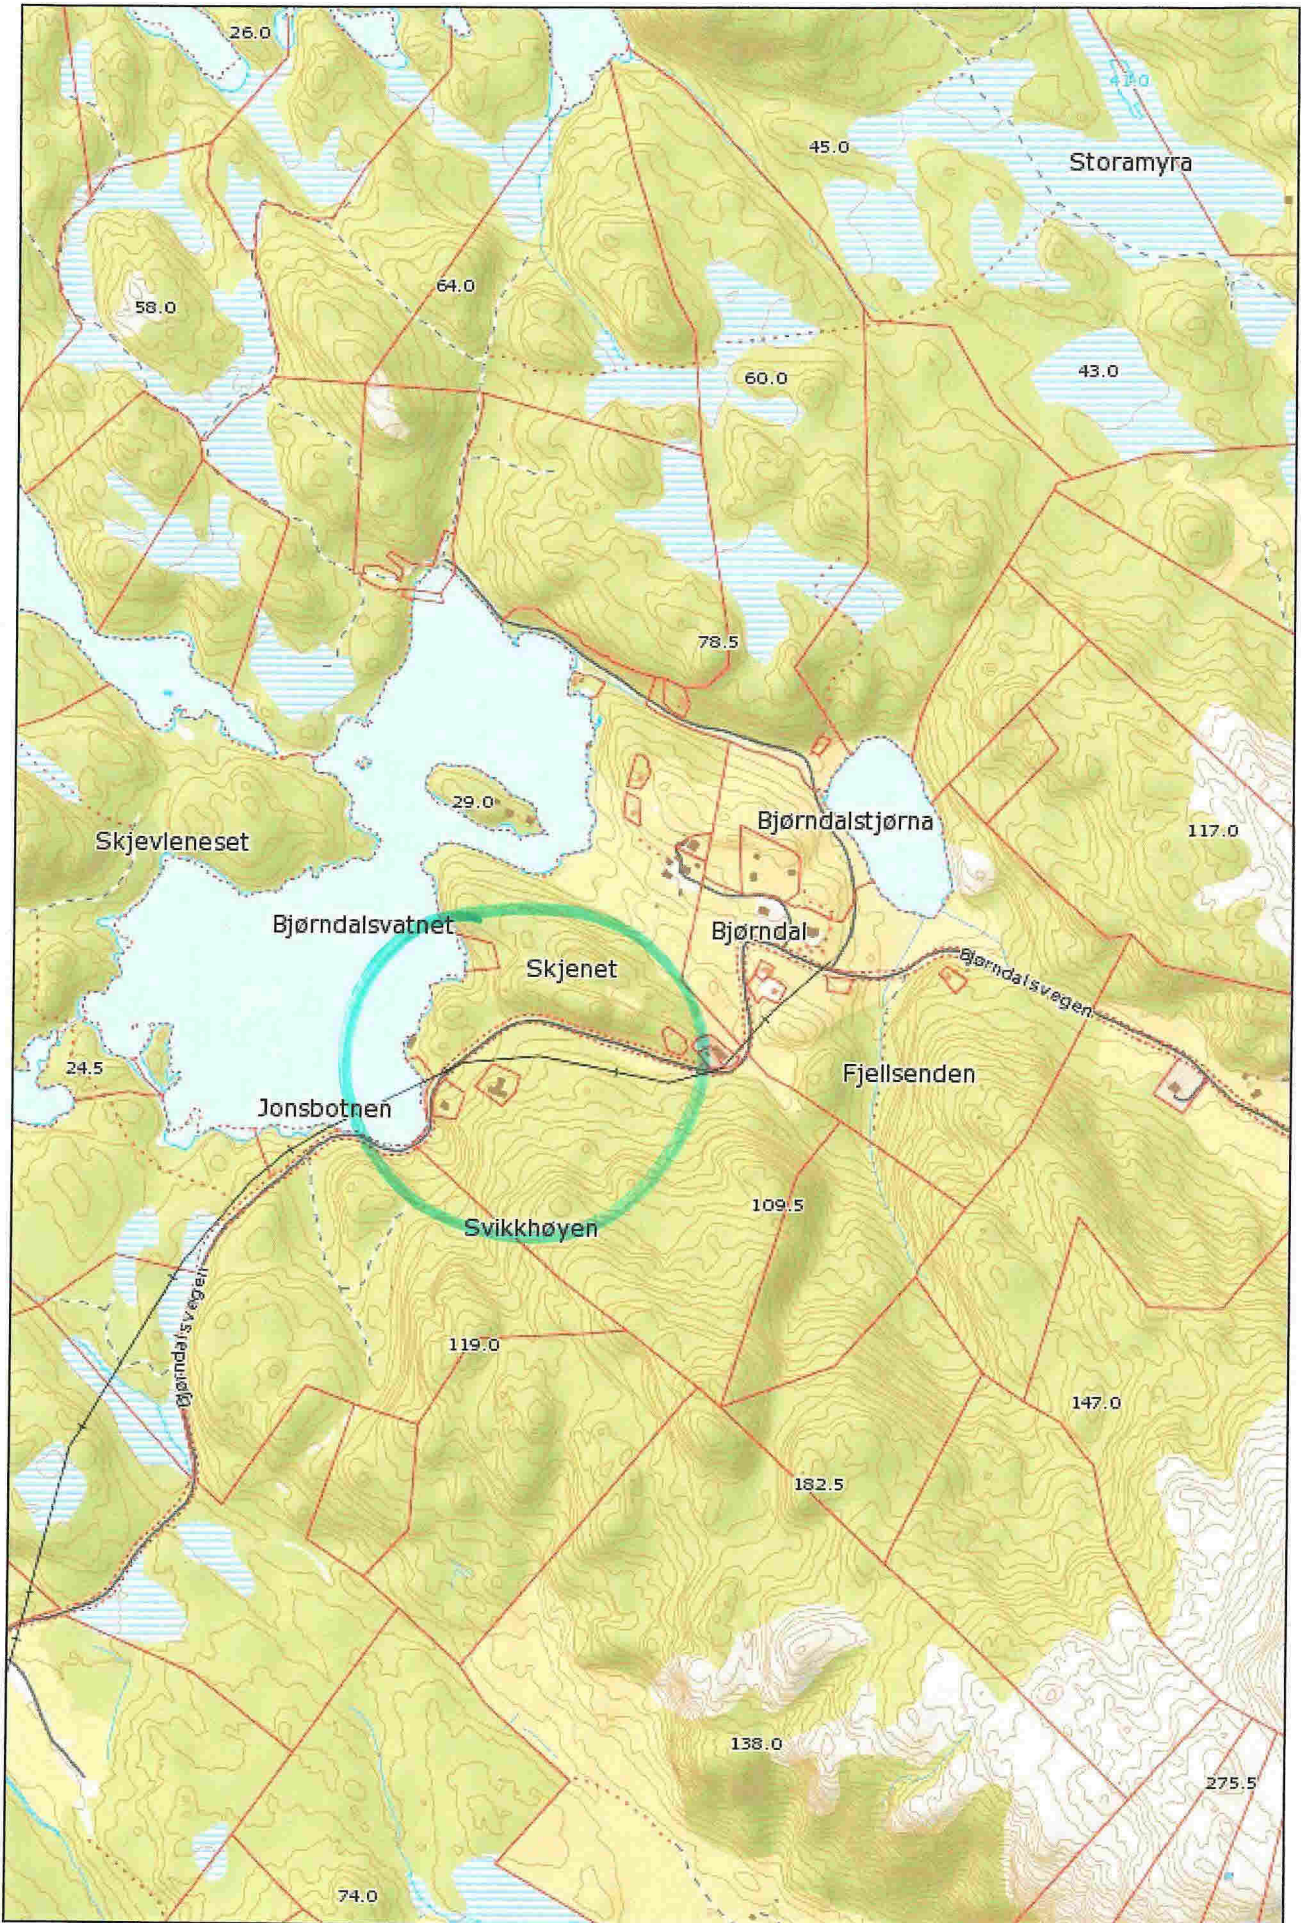 26.0
41.0
45.0
Storamyra
64.0
58.0
43.0
60.0
78.5
29.0
Bjørndalstjørna
117.0
Skjevleneset
Bjørndalsvatnet
Bjørndal
Skjenet
Bjørndalsvegen
24.5
Fjellsenden
Jonsbotnen
109.5
Svikkhøyen
Bjørndalsvegen
119.0
147.0
182.5
138.0
275.5
74.0